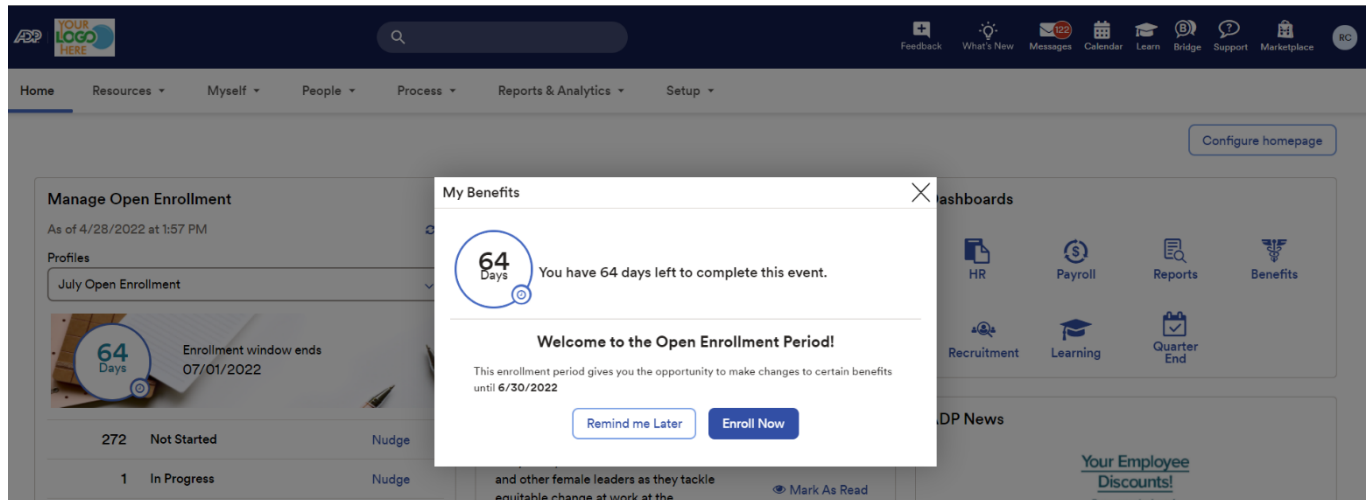 ADP
YOUR
LOGO
HERE
Feedback
What's New
122
Messages
Calendar
Learn
B
Bridge
Support
Marketplace
RC
Home
Resources
Myself
People
Process
Reports & Analytics
Setup
Configure homepage
Manage Open Enrollment
As of 4/28/2022 at 1:57 PM
Profiles
July Open Enrollment
64
Days
Enrollment window ends
07/01/2022
272 Not Started Nudge
1 In Progress Nudge
My Benefits
64
Days
You have 64 days left to complete this event.
Welcome to the Open Enrollment Period!
This enrollment period gives you the opportunity to make changes to certain benefits
until 6/30/2022
Remind me Later
Enroll Now
and other female leaders as they tackle
equitable change at work at the
Mark As Read
ashboards
HR
Payroll
Reports
Benefits
Recruitment
Learning
Quarter
End
DP News
Your Employee
Discounts!